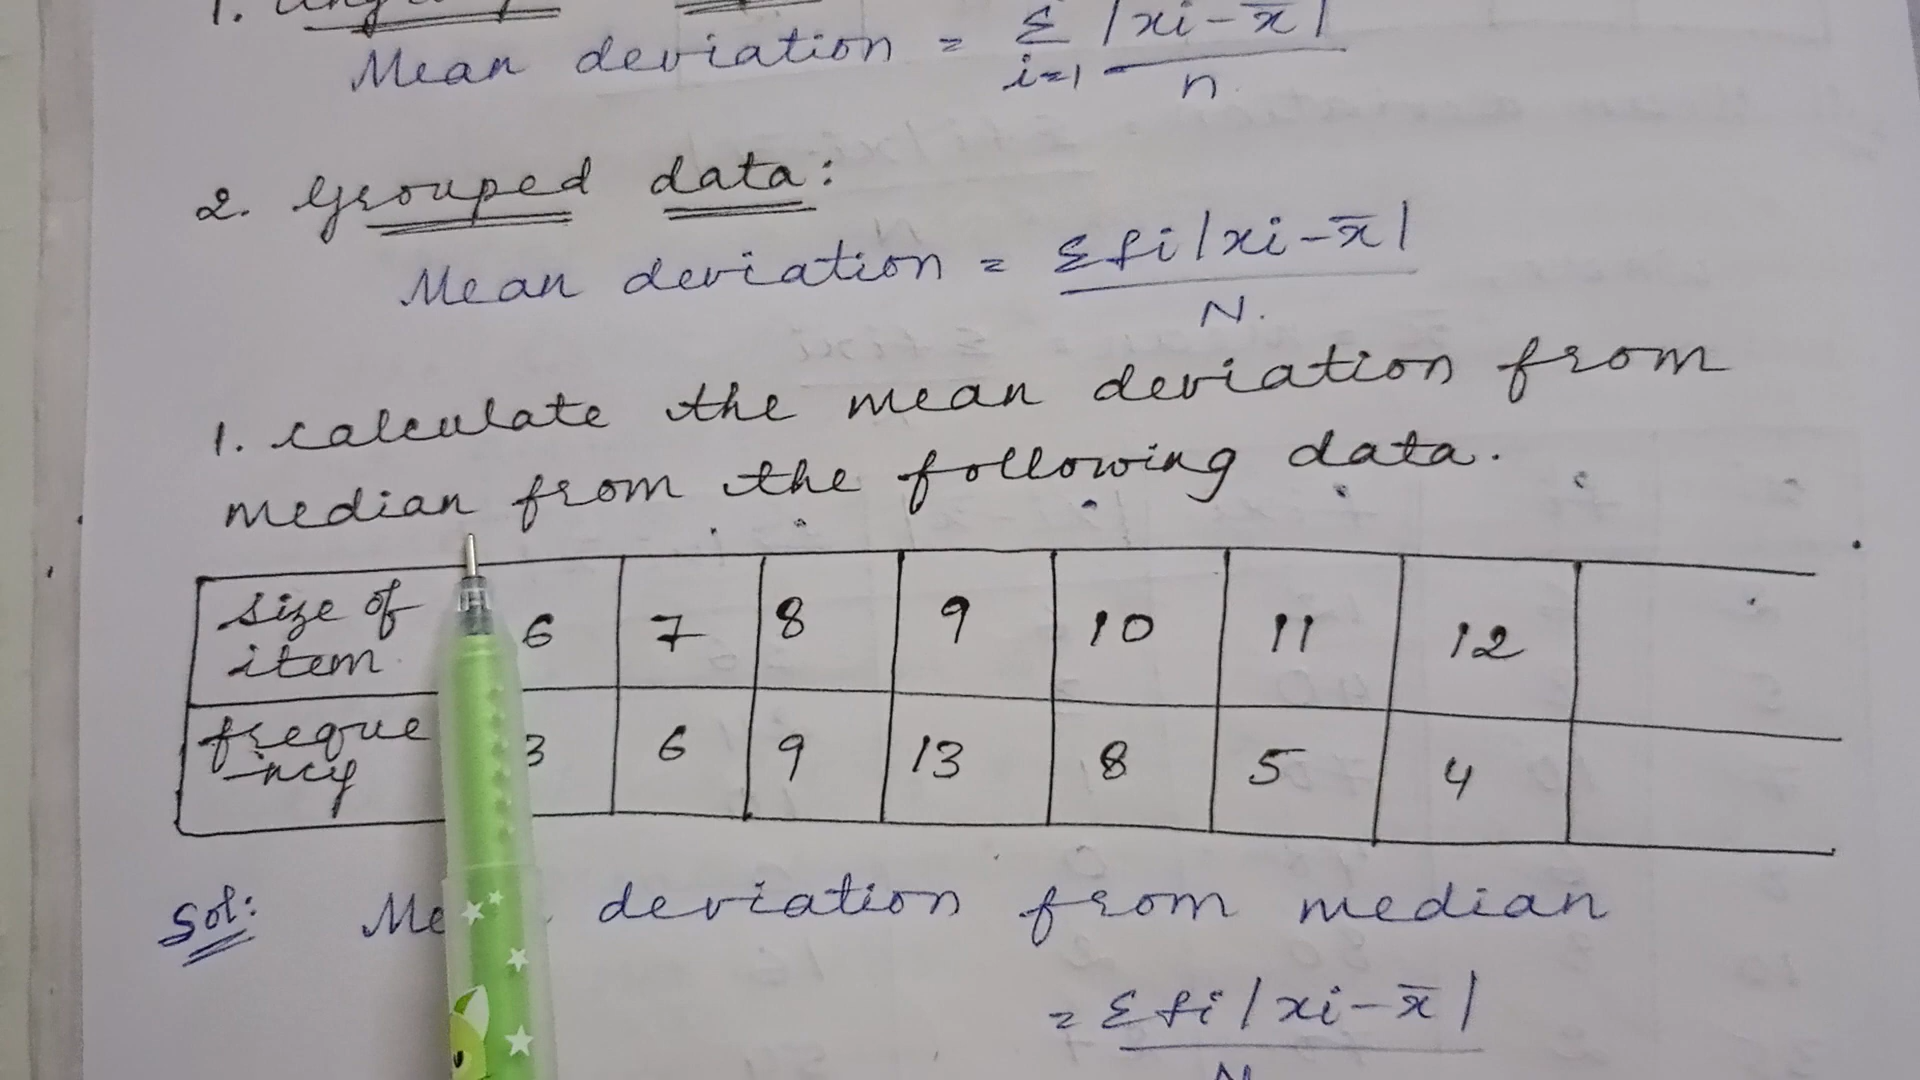 1.
Mean deviation = Σ |xi-x̄|
i=1 n
2. Grouped data:
Mean deviation = Σfi|xi-x̄|
N.
1. calculate the mean deviation from
median from the following data.
size of item 6 7 8 9 10 11 12
freque-ncy 3 6 9 13 8 5 4
Sol: deviation from median
= Σfi|xi-x̄|
N